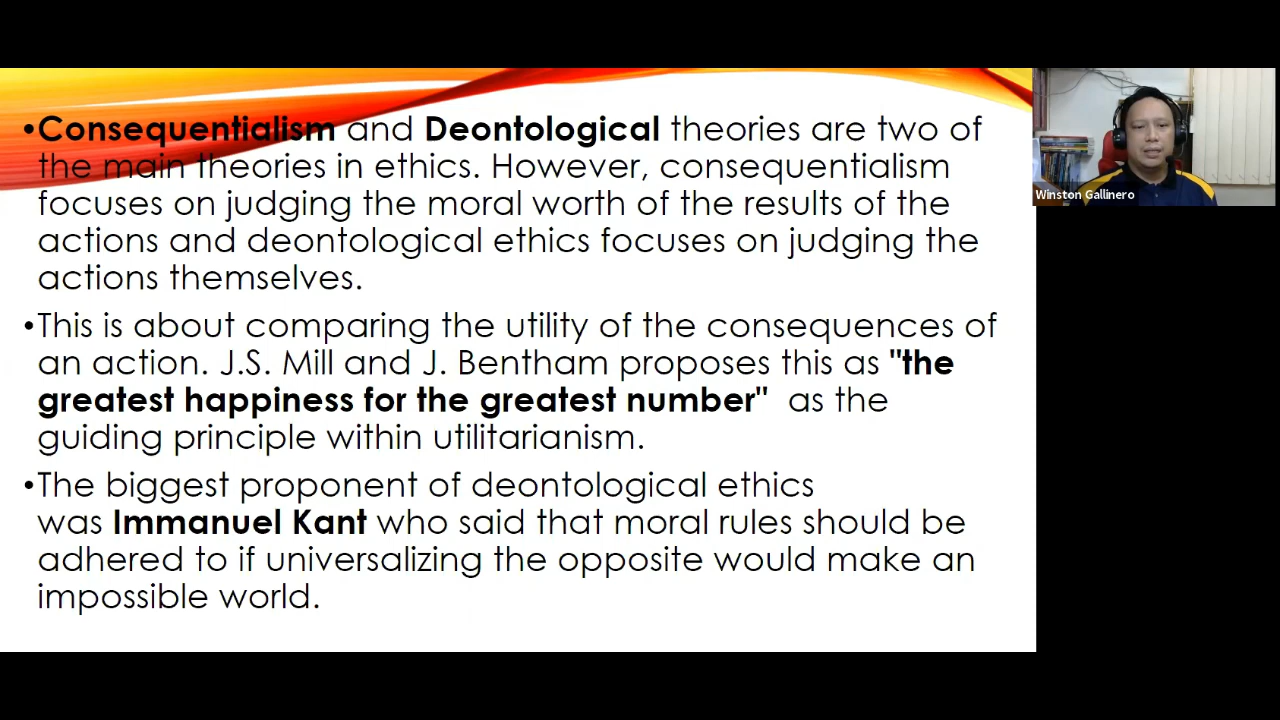 •Consequentialism and Deontological theories are two of
the main theories in ethics. However, consequentialism
focuses on judging the moral worth of the results of the
actions and deontological ethics focuses on judging the
actions themselves.
•This is about comparing the utility of the consequences of
an action. J.S. Mill and J. Bentham proposes this as "the
greatest happiness for the greatest number"  as the
guiding principle within utilitarianism.
•The biggest proponent of deontological ethics
was Immanuel Kant who said that moral rules should be
adhered to if universalizing the opposite would make an
impossible world.
Winston Gallinero